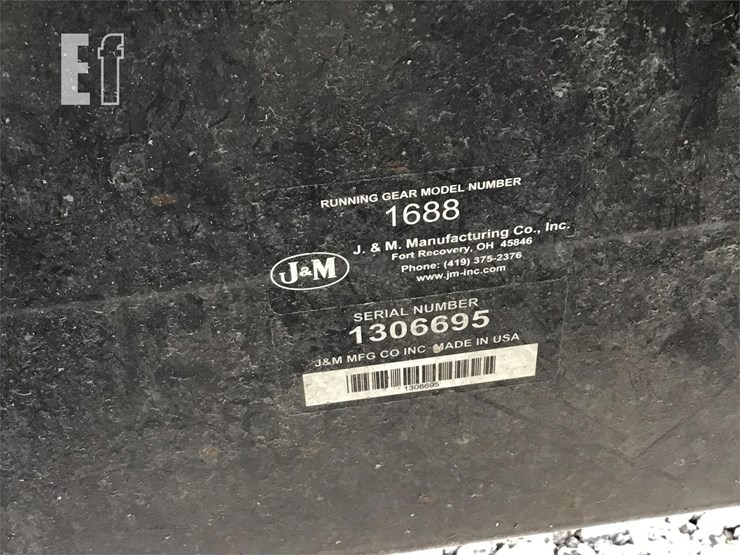 Ef
RUNNING GEAR MODEL NUMBER
1688
J&M
J. & M. Manufacturing Co., Inc.
Fort Recovery, OH 45846
Phone: (419) 375-2376
www.jm-inc.com
SERIAL NUMBER
1306695
J&M MFG CO INC MADE IN USA
1306695